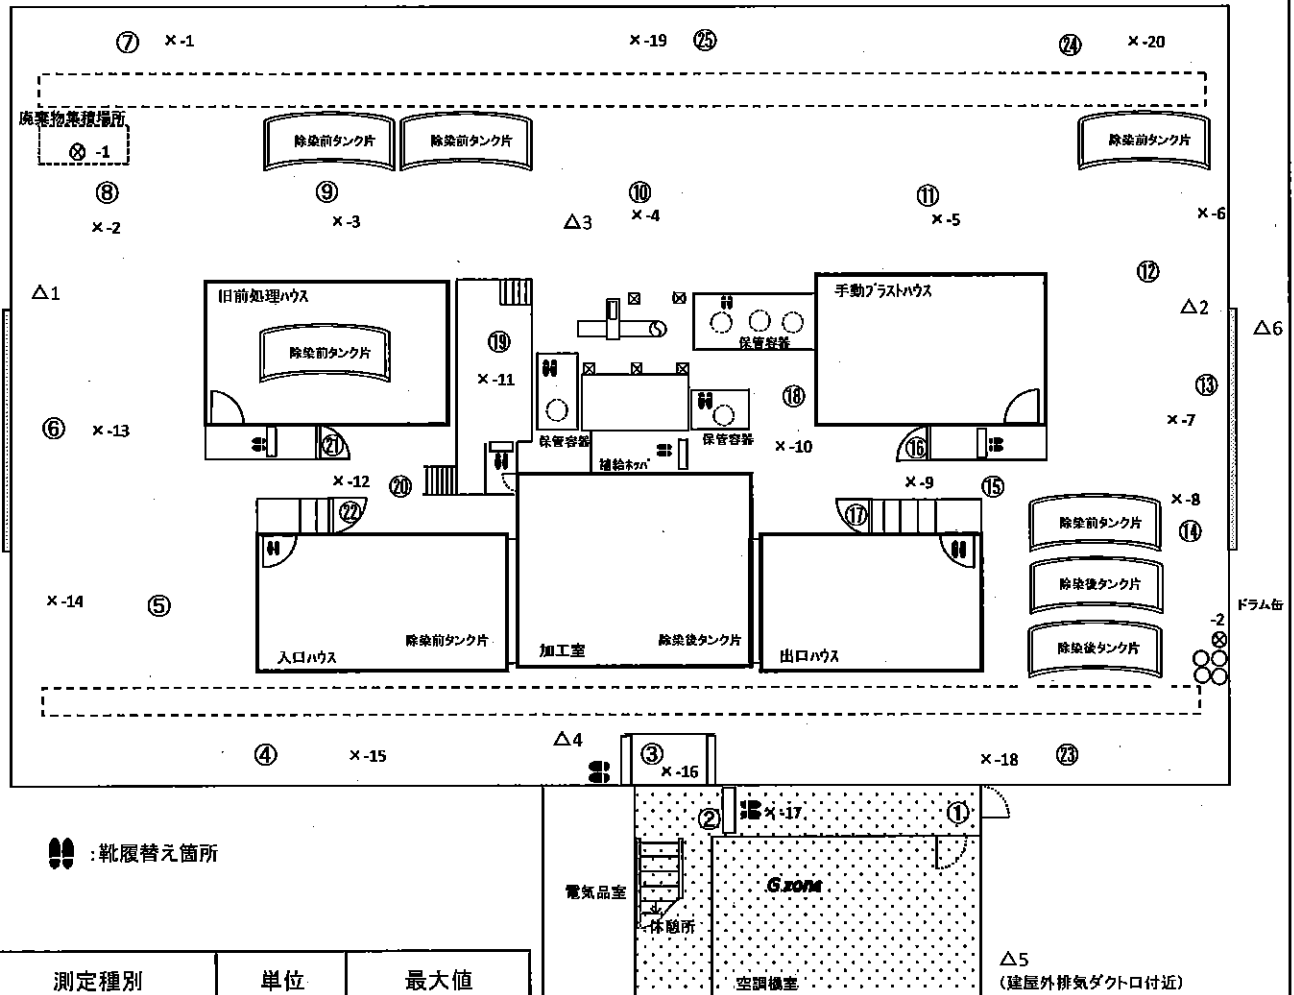 ⑦ ×-1 ×-19 ㉕ ㉔ ×-20
廃棄物集積場所
⊗ -1
除染前タンク片 除染前タンク片 除染前タンク片
⑧ ⑨ ⑩ ⑪
×-2 ×-3 △3 ×-4 ×-5 ×-6
⑫
△1 旧前処理ハウス 手動ブラストハウス △2
△6
保管容器
除染前タンク片 ⑲
×-11 ⑱ ⑬
⑥ ×-13 ×-7
保管容器 保管容器
㉑ 補給ホッパ ×-10 ⑯
×-12 ⑳ ×-9 ⑮ ×-8
㉒ ⑰ 除染前タンク片 ⑭
除染後タンク片
×-14 ⑤ ドラム缶
-2
除染前タンク片 除染後タンク片 除染後タンク片
入口ハウス 加工室 出口ハウス
④ ×-15 △4 ③ ×-16 ×-18 ㉓
② ×-17 ①
:靴履替え箇所
電気品室 G zone
休憩所
測定種別 単位 最大値 空調機室
△5
(建屋外排気ダクト口付近)